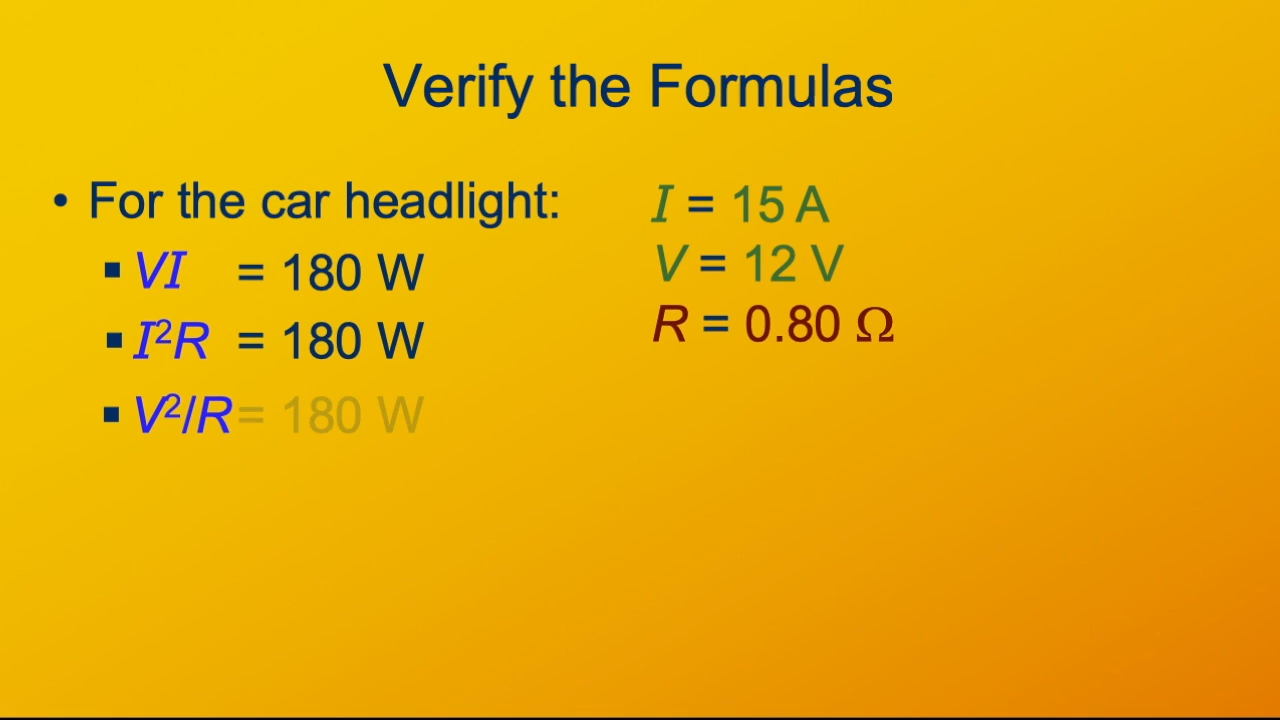 Verify the Formulas
• For the car headlight:
▪ VI = 180 W
▪ I²R = 180 W
▪ V²/R = 180 W
I = 15 A
V = 12 V
R = 0.80 Ω